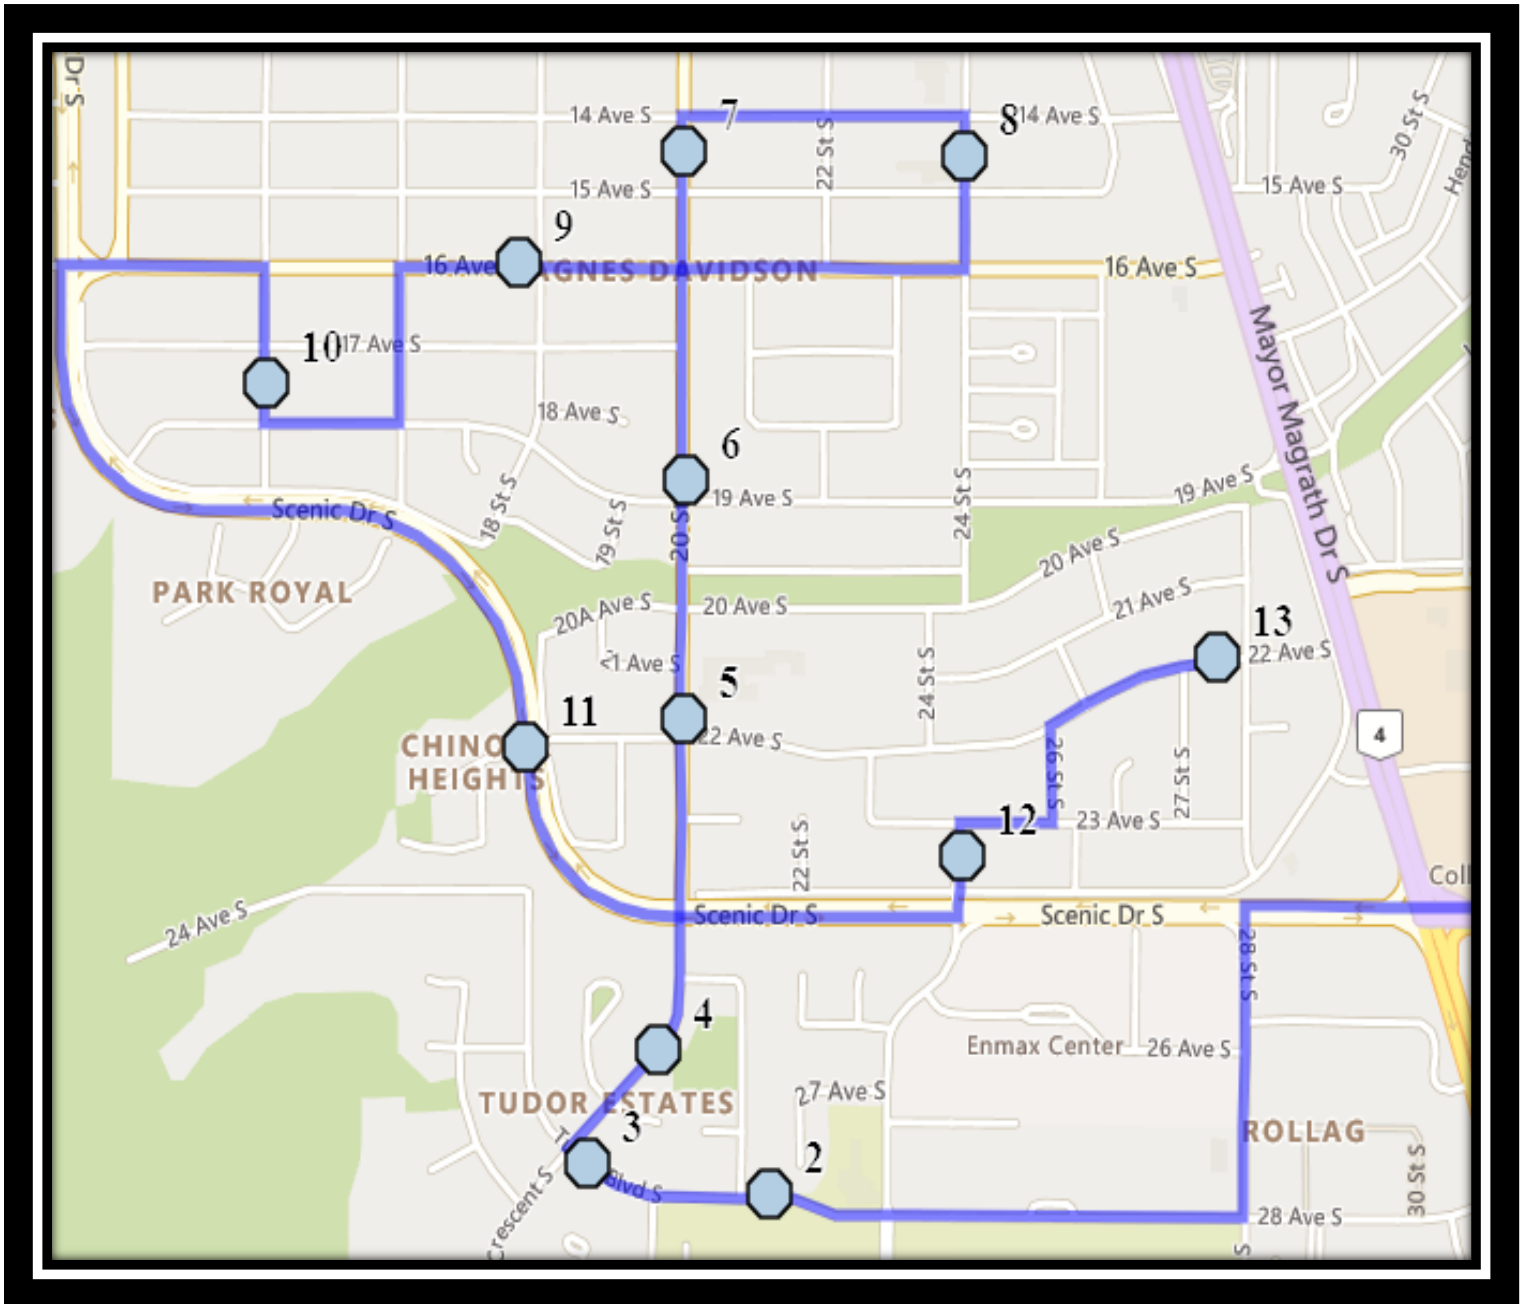 Dr S
14 Ave S
7
8
14 Ave S
30 St S
22 St S
15 Ave S
15 Ave S
9
16 Ave
AGNES DAVIDSON
16 Ave S
10
17 Ave S
Mayor Magrath Dr S
18 Ave S
6
19 Ave S
19 Ave S
24 St S
18 St S
19 St S
20 S
Scenic Dr S
20 Ave S
PARK ROYAL
20A Ave S
20 Ave S
21 Ave S
13
22 Ave S
1 Ave S
24 St S
5
11
22 Ave S
4
CHINO
HEIGHTS
26 St S
27 St S
12
23 Ave S
22 St S
Coll
Scenic Dr S
Scenic Dr S
24 Ave S
28 St S
4
Enmax Center
26 Ave S
27 Ave S
TUDOR ESTATES
3
ROLLAG
2
Blvd S
Crescent S
30 St S
28 Ave S
S